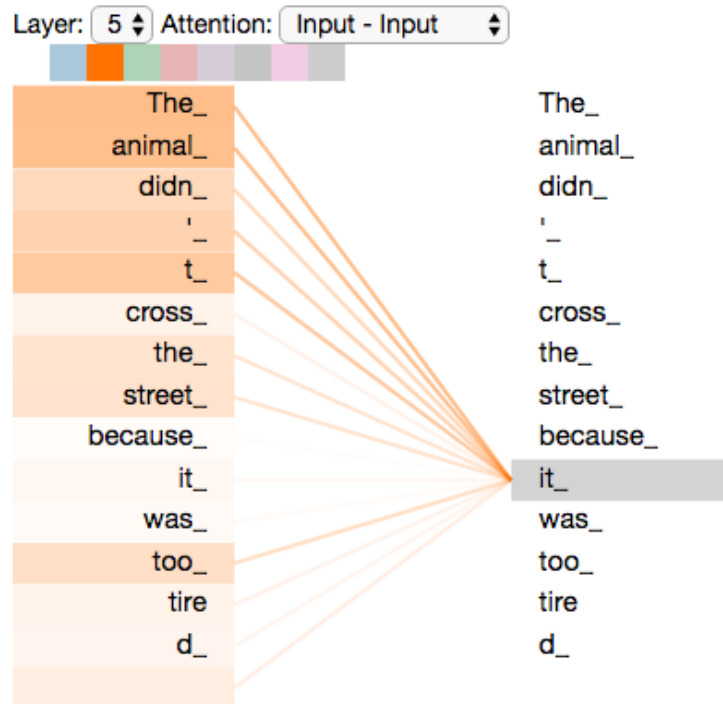 Layer: 5 Attention: Input - Input
The_ The_
animal_ animal_
didn_ didn_
'_ '_
t_ t_
cross_ cross_
the_ the_
street_ street_
because_ because_
it_ it_
was_ was_
too_ too_
tire tire
d_ d_